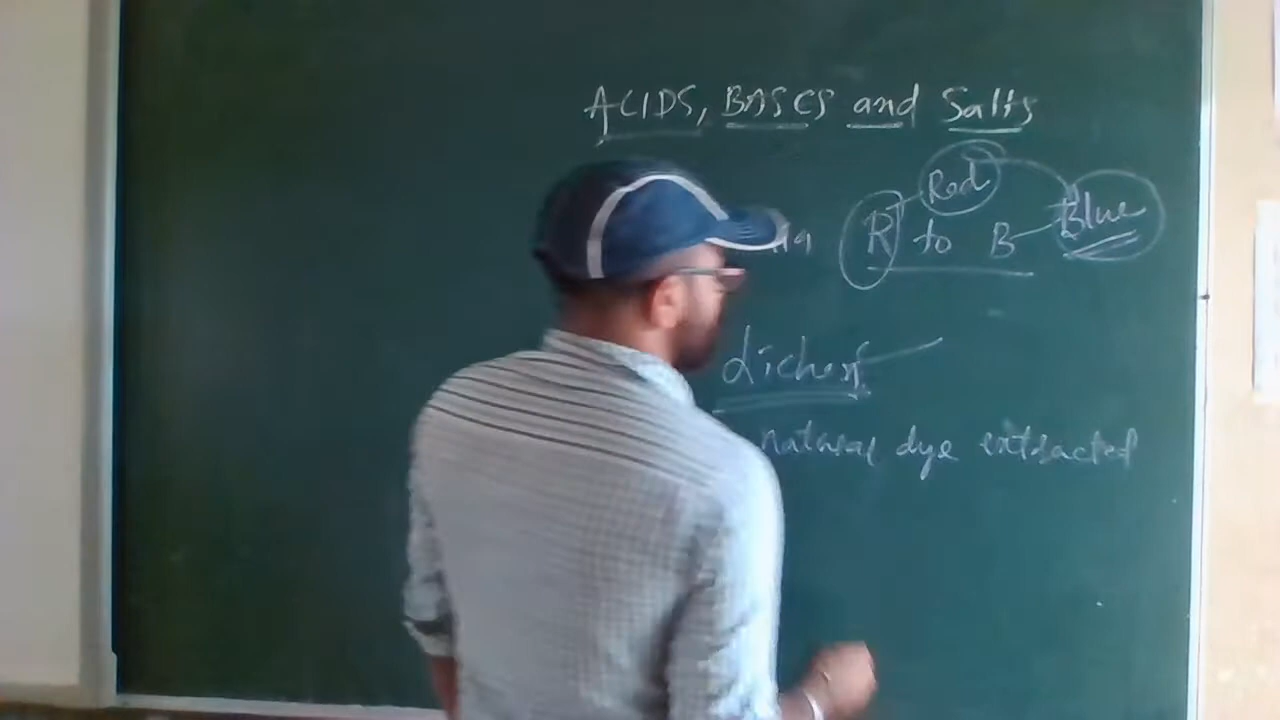 ACIDS, BASES and Salts
Red
R to B Blue
Lichen
natural dye extracted